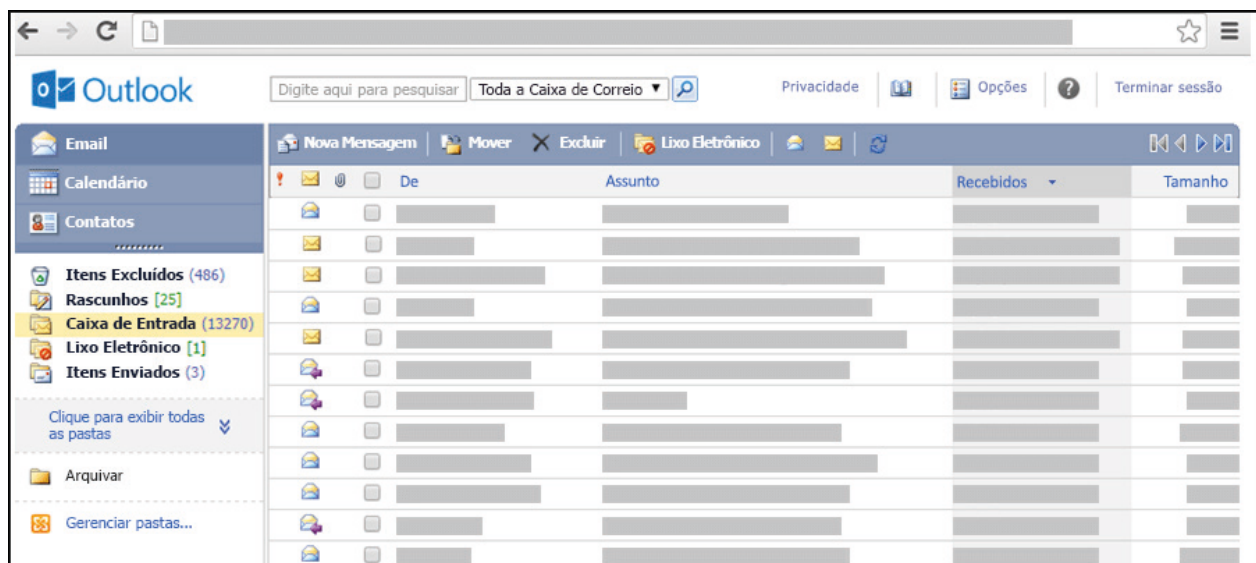 Outlook
Digite aqui para pesquisar Toda a Caixa de Correio Privacidade Opções Terminar sessão
Email
Calendário
Contatos
Itens Excluídos (486)
Rascunhos [25]
Caixa de Entrada (13270)
Lixo Eletrônico [1]
Itens Enviados (3)
Clique para exibir todas
as pastas
Arquivar
Gerenciar pastas...
Nova Mensagem Mover Excluir Lixo Eletrônico
De Assunto Recebidos Tamanho